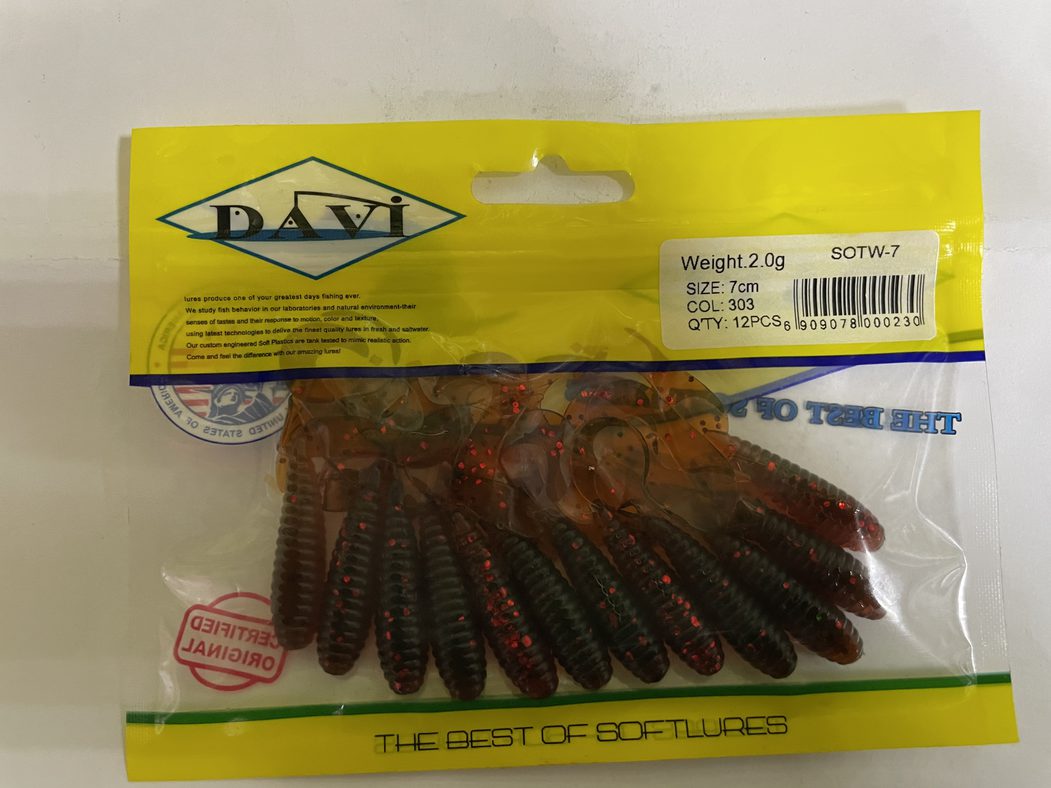 DAVI
lures produce one of your greatest days fishing ever.
We study fish behavior in our laboratories and natural environment-their
senses of tastes and their response to motion, color and texture,
using latest technologies to delive the finest quality lures in fresh and saltwater.
Our custom engineered Soft Plastics are tank tested to mimic realistic action.
Come and feel the difference with our amazing lures!
Weight.2.0g SOTW-7
SIZE: 7cm
COL: 303
Q'TY: 12PCS
6 909078 000230
UNITED STATES OF AMERICA
THE BEST OF S
CERTIFIED
ORIGINAL
THE BEST OF SOFTLURES